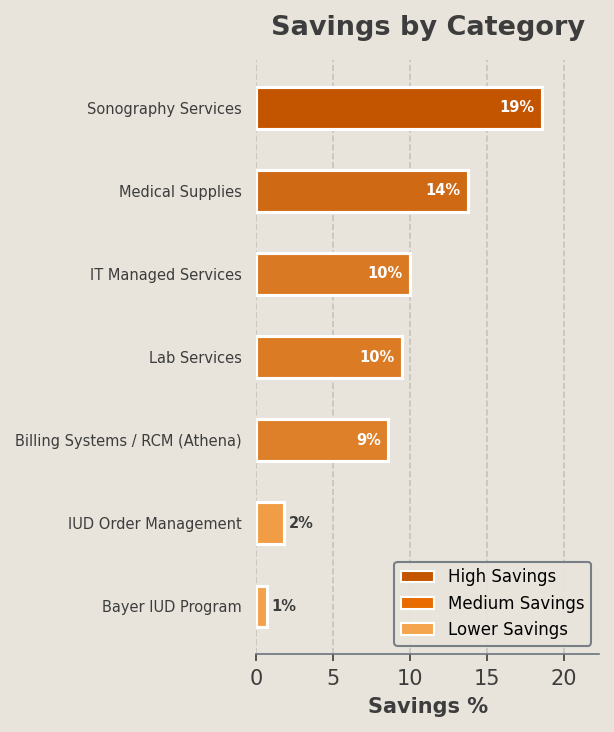 Savings by Category
Sonography Services 19%
Medical Supplies 14%
IT Managed Services 10%
Lab Services 10%
Billing Systems / RCM (Athena) 9%
IUD Order Management 2%
Bayer IUD Program 1%
High Savings
Medium Savings
Lower Savings
0 5 10 15 20
Savings %